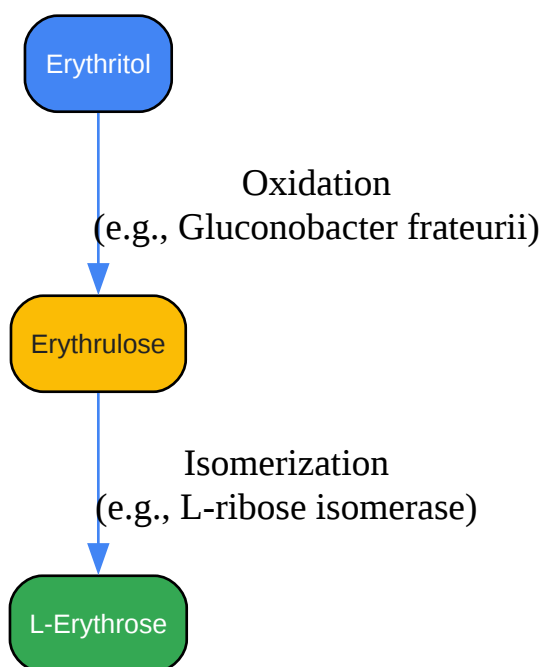 Erythritol
Oxidation
(e.g., Gluconobacter frateurii)
Erythrulose
Isomerization
(e.g., L-ribose isomerase)
L-Erythrose